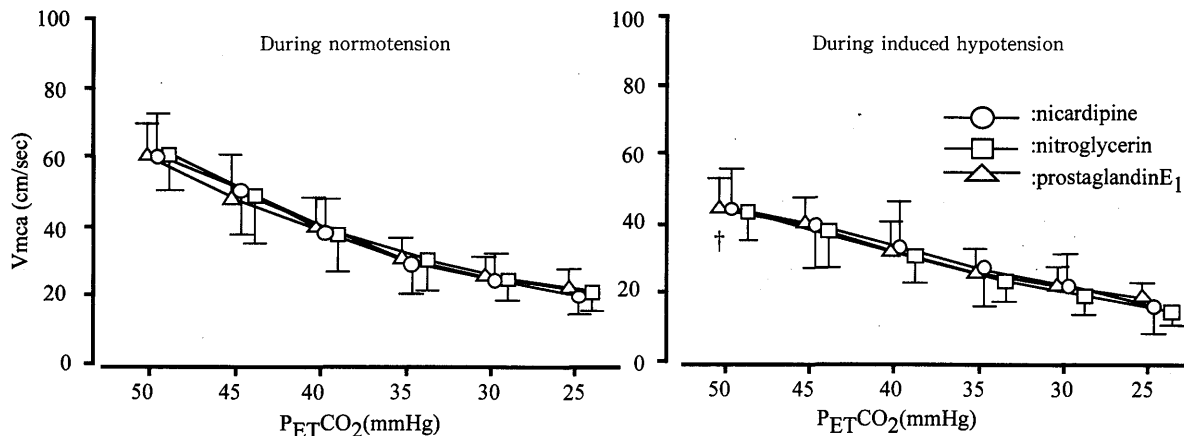 During normotension
100
80
60
40
20
0
Vmca (cm/sec)
50 45 40 35 30 25
PETCO2(mmHg)
During induced hypotension
100
80
60
40
20
0
:nicardipine
:nitroglycerin
:prostaglandinE1
†
50 45 40 35 30 25
PETCO2(mmHg)